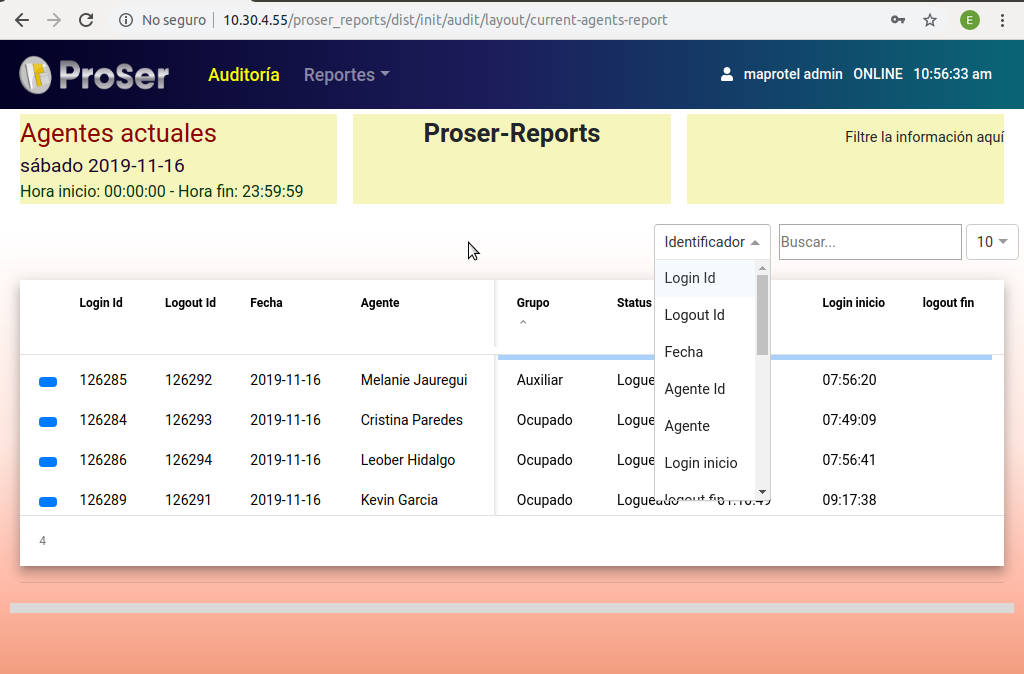 No seguro 10.30.4.55/proser_reports/dist/init/audit/layout/current-agents-report E
ProSer Auditoría Reportes maprotel admin ONLINE 10:56:33 am
Agentes actuales
sábado 2019-11-16
Hora inicio: 00:00:00 - Hora fin: 23:59:59
Proser-Reports
Filtre la información aquí
Identificador Buscar... 10
Login Id
Logout Id
Fecha
Agente Id
Agente
Login inicio
logout fin
Login Id Logout Id Fecha Agente Grupo Status Login inicio logout fin
126285 126292 2019-11-16 Melanie Jauregui Auxiliar Logue 07:56:20
126284 126293 2019-11-16 Cristina Paredes Ocupado Logue 07:49:09
126286 126294 2019-11-16 Leober Hidalgo Ocupado Logue 07:56:41
126289 126291 2019-11-16 Kevin Garcia Ocupado Logueado 09:17:38
4